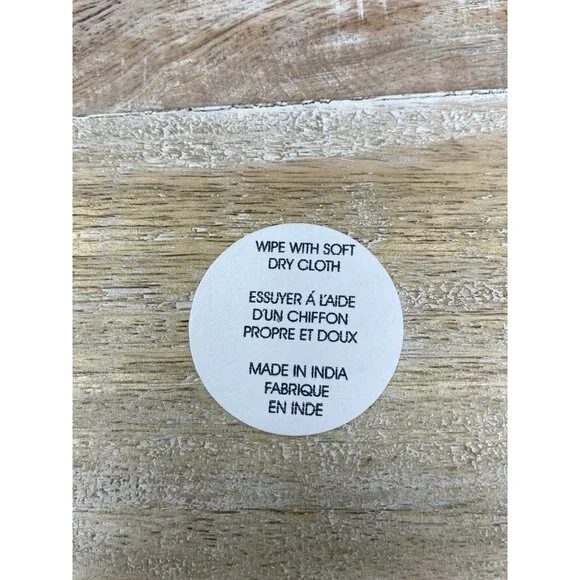 WIPE WITH SOFT
DRY CLOTH
ESSUYER Á L'AIDE
D'UN CHIFFON
PROPRE ET DOUX
MADE IN INDIA
FABRIQUE
EN INDE